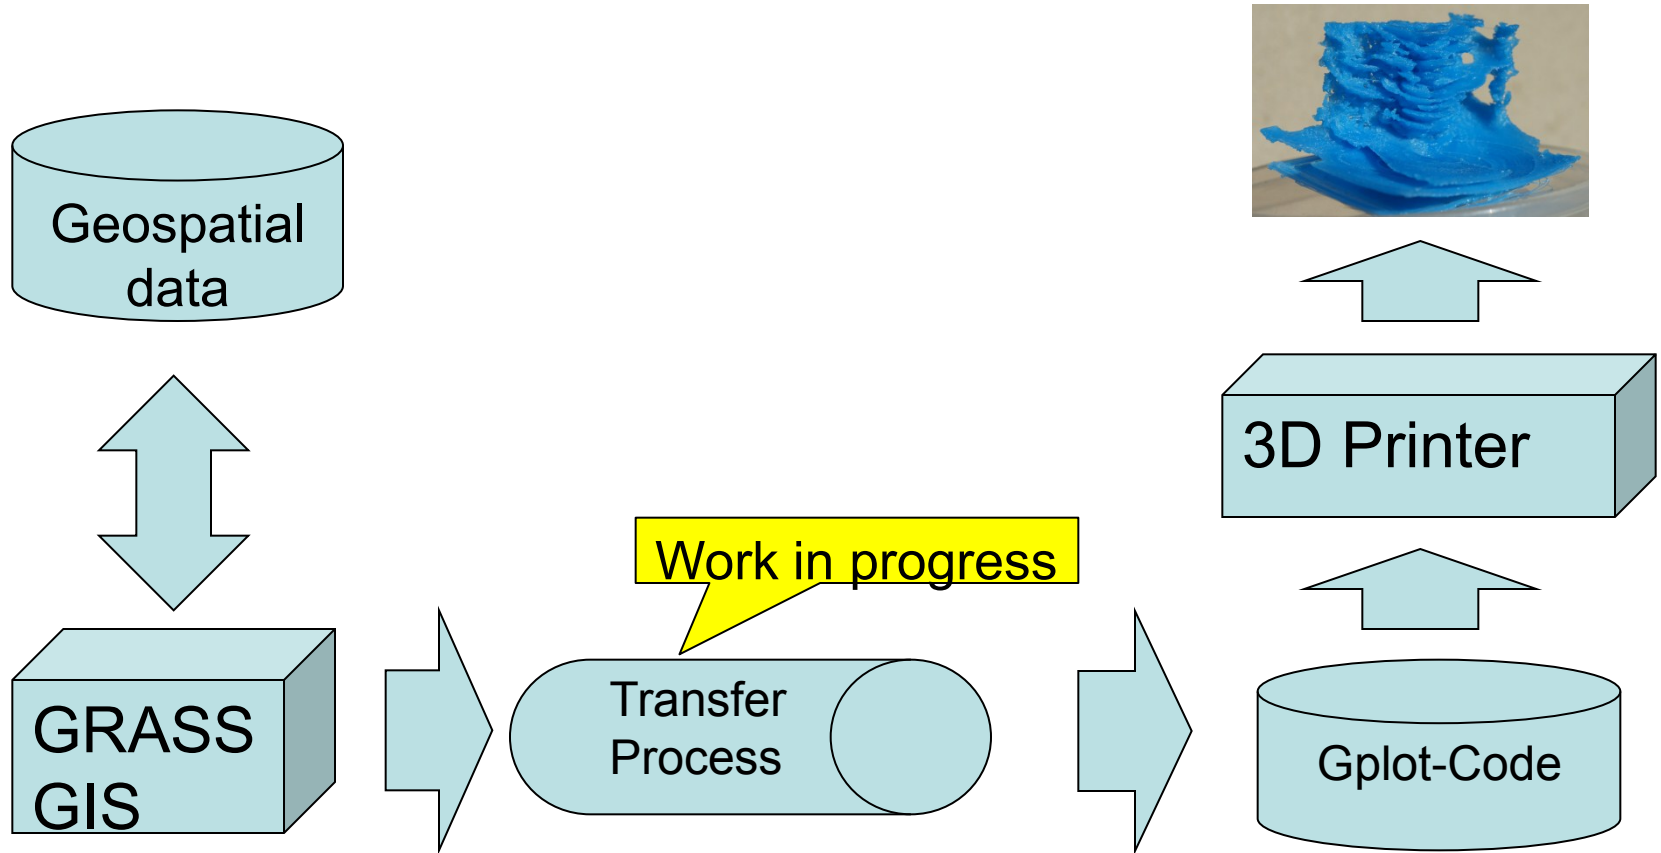 Geospatial
data
3D Printer
Work in progress
GRASS
GIS
Transfer
Process
Gplot-Code